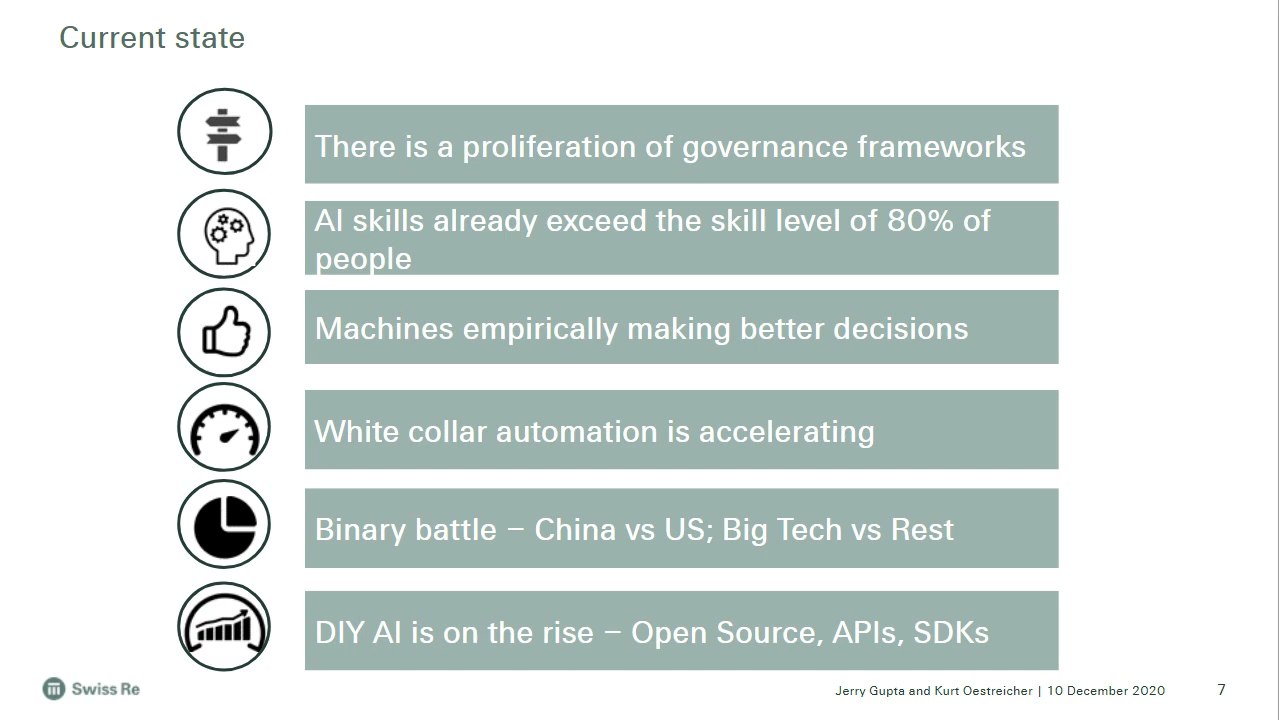 Current state
There is a proliferation of governance frameworks
AI skills already exceed the skill level of 80% of
people
Machines empirically making better decisions
White collar automation is accelerating
Binary battle – China vs US; Big Tech vs Rest
DIY AI is on the rise – Open Source, APIs, SDKs
Swiss Re
Jerry Gupta and Kurt Oestreicher | 10 December 2020
7